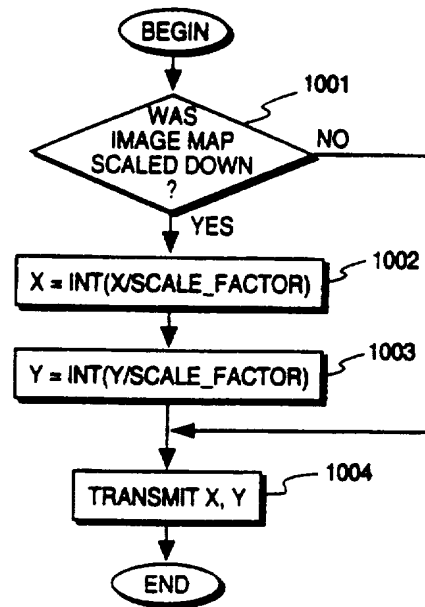 BEGIN
1001
WAS
IMAGE MAP
SCALED DOWN
?
NO
YES
1002
X = INT(X/SCALE_FACTOR)
1003
Y = INT(Y/SCALE_FACTOR)
1004
TRANSMIT X, Y
END